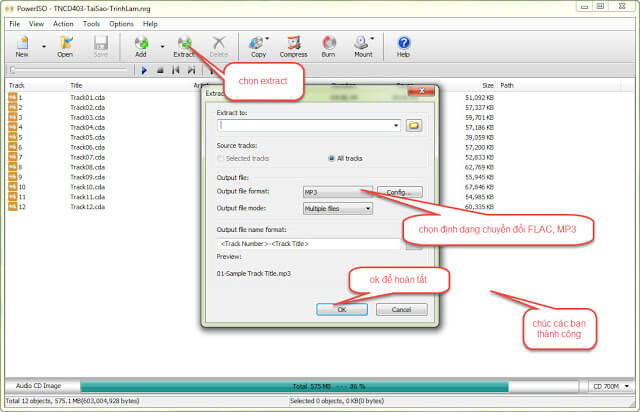 PowerISO - TNCD403-TaiSao-TrinhLam.nrg
File View Action Tools Options Help
New Open Save Add Extract Delete Copy Compress Burn Mount Help
chọn extract
Track Title Size Path
1 Track01.cda 51,092 KB
2 Track02.cda 57,337 KB
3 Track03.cda 59,701 KB
4 Track04.cda 57,186 KB
5 Track05.cda 39,059 KB
6 Track06.cda 57,200 KB
7 Track07.cda 52,833 KB
8 Track08.cda 62,769 KB
9 Track09.cda 55,945 KB
10 Track10.cda 67,846 KB
11 Track11.cda 54,985 KB
12 Track12.cda 60,335 KB
Extract
Extract to:
Source tracks:
Selected tracks All tracks
Output file:
Output file format: MP3 Config...
Output file mode: Multiple files
chọn định dạng chuyển đổi FLAC, MP3
Output file name format:
<Track Number>-<Track Title>
Preview:
01-Sample Track Title.mp3
ok để hoàn tất
OK Cancel
chúc các bạn
thành công
Audio CD Image Total 575MB --- 86 % CD 700M
Total 12 objects, 575.1 MB(603,004,928 bytes) Selected 0 objects, 0 KB(0 bytes)